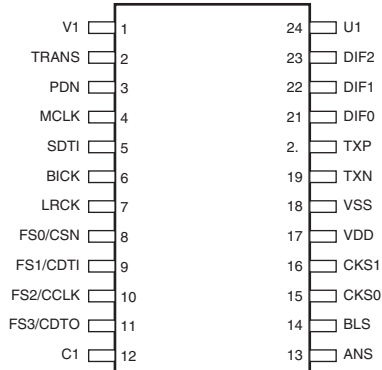 V1 1 24 U1
TRANS 2 23 DIF2
PDN 3 22 DIF1
MCLK 4 21 DIF0
SDTI 5 2. TXP
BICK 6 19 TXN
LRCK 7 18 VSS
FS0/CSN 8 17 VDD
FS1/CDTI 9 16 CKS1
FS2/CCLK 10 15 CKS0
FS3/CDTO 11 14 BLS
C1 12 13 ANS